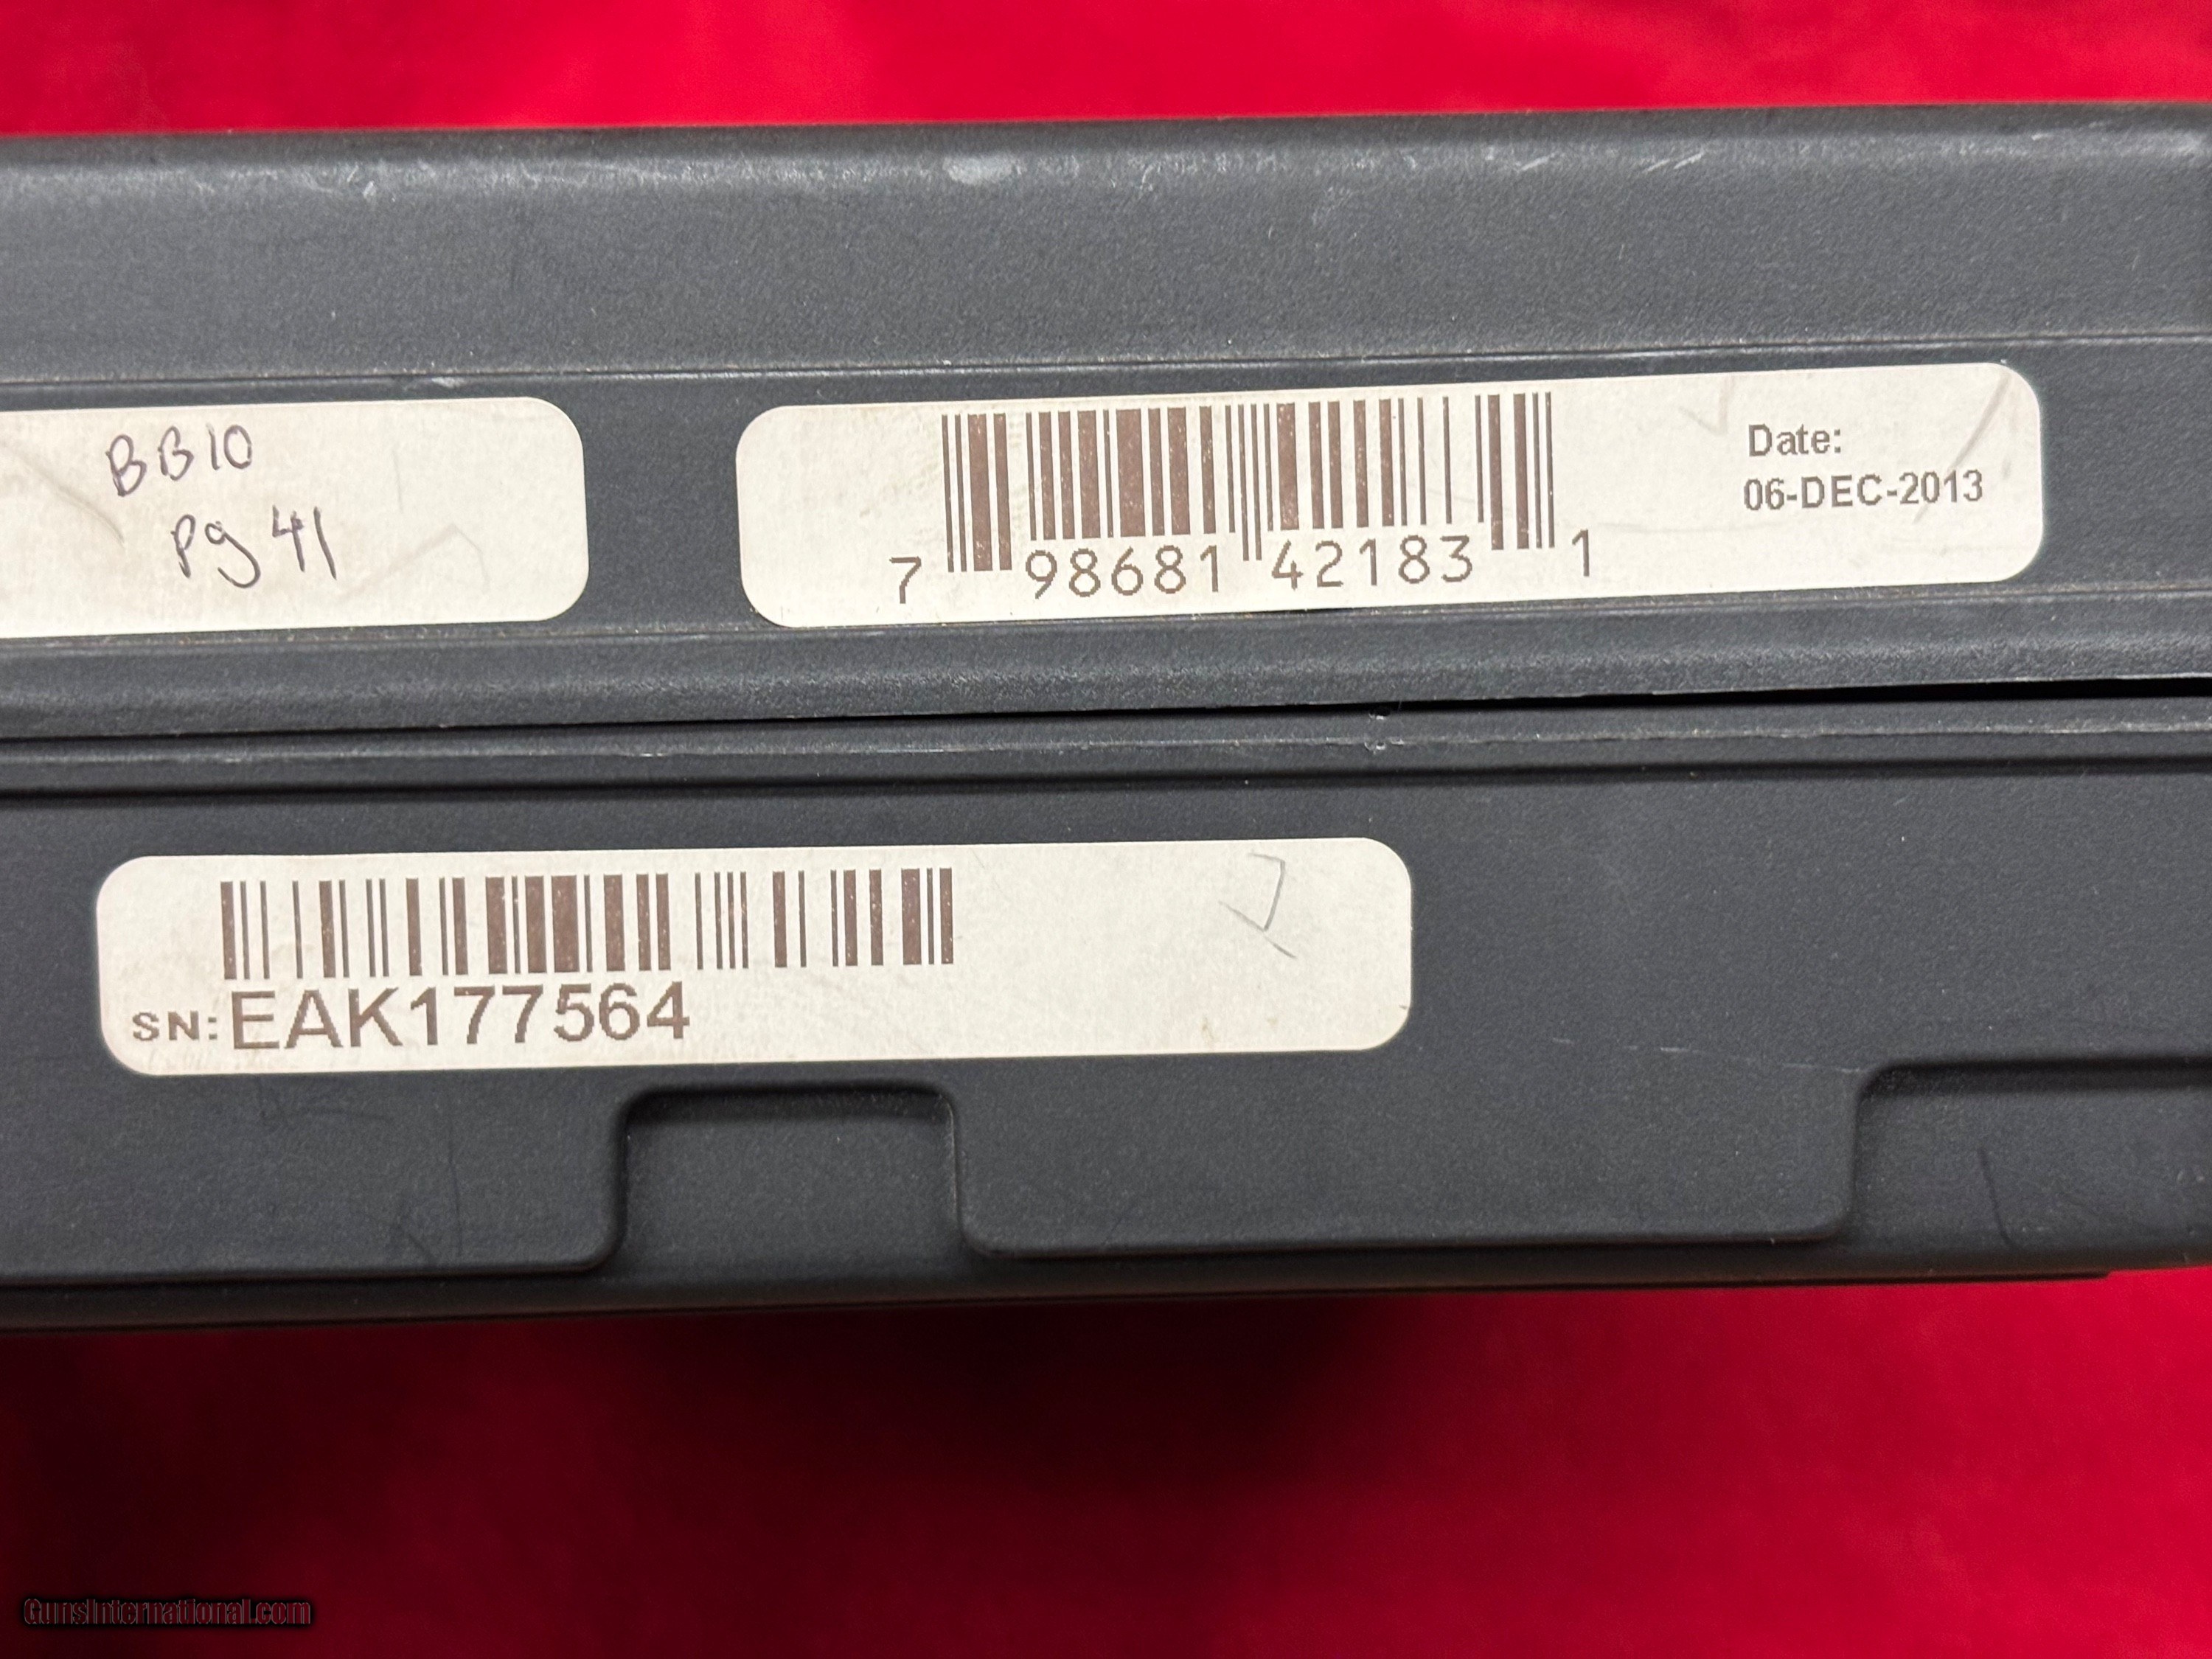 BB10
Pg 41
7 98681 42183 1
Date:
06-DEC-2013
SN: EAK177564
GunsInternational.com